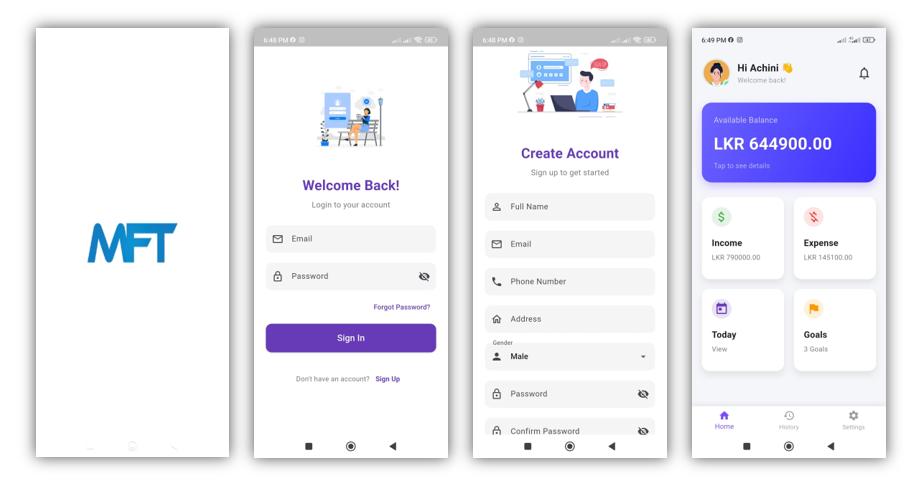 MFT
6:48 PM
Welcome Back!
Login to your account
Email
Password
Forgot Password?
Sign In
Don't have an account? Sign Up
6:48 PM
Create Account
Sign up to get started
Full Name
Email
Phone Number
Address
Gender
Male
Password
Confirm Password
6:49 PM
Hi Achini 👋
Welcome back!
Available Balance
LKR 644900.00
Tap to see details
Income
LKR 790000.00
Expense
LKR 145100.00
Today
View
Goals
3 Goals
Home
History
Settings